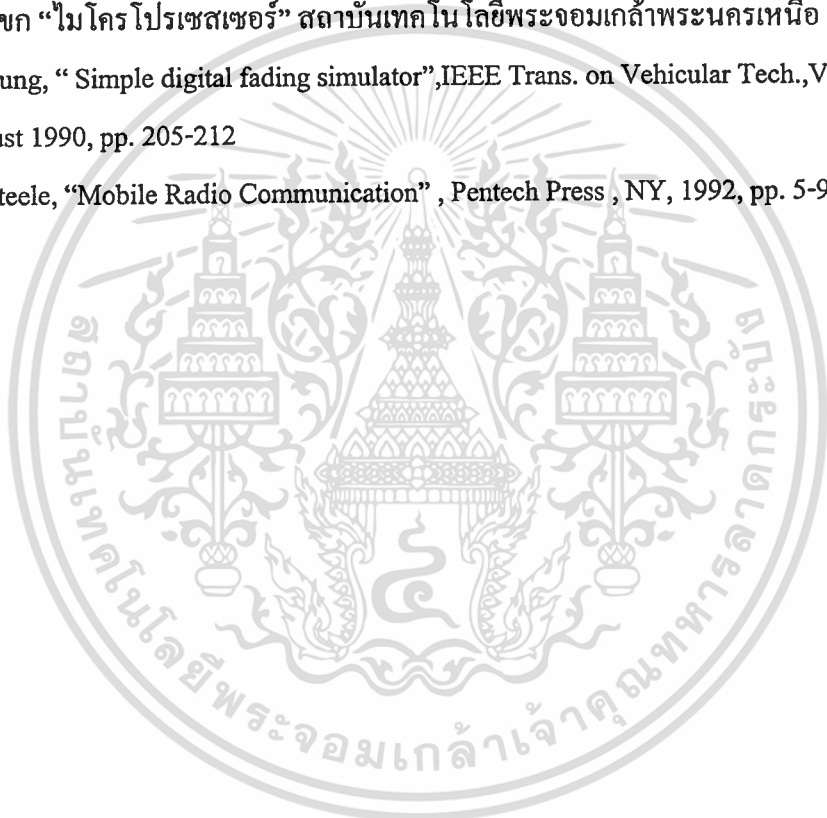 ขก “ไมโครโปรเซสเซอร์” สถาบันเทคโนโลยีพระจอมเกล้าพระนครเหนือ
ung, “ Simple digital fading simulator”,IEEE Trans. on Vehicular Tech.,V
ust 1990, pp. 205-212
teele, “Mobile Radio Communication” , Pentech Press , NY, 1992, pp. 5-9
สถาบันเทคโนโลยีพระจอมเกล้าเจ้าคุณทหารลาดกระบัง